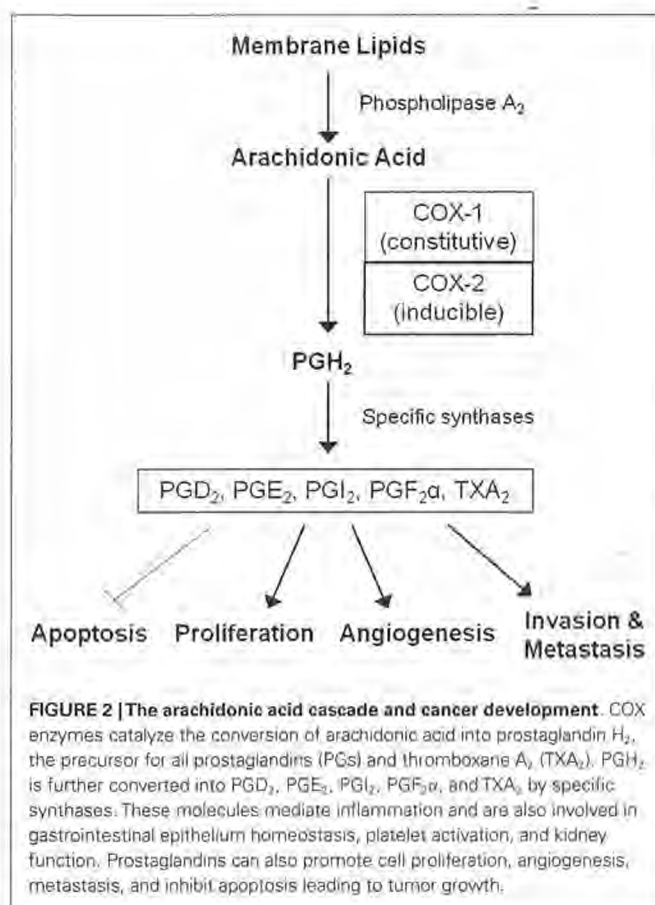 Membrane Lipids
Phospholipase A₂
Arachidonic Acid
COX-1
(constitutive)
COX-2
(inducible)
PGH₂
Specific synthases
PGD₂, PGE₂, PGI₂, PGF₂α, TXA₂
Apoptosis Proliferation Angiogenesis Invasion &
Metastasis
FIGURE 2 | The arachidonic acid cascade and cancer development. COX
enzymes catalyze the conversion of arachidonic acid into prostaglandin H₂,
the precursor for all prostaglandins (PGs) and thromboxane A₂ (TXA₂). PGH₂
is further converted into PGD₂, PGE₂, PGI₂, PGF₂α, and TXA₂ by specific
synthases. These molecules mediate inflammation and are also involved in
gastrointestinal epithelium homeostasis, platelet activation, and kidney
function. Prostaglandins can also promote cell proliferation, angiogenesis,
metastasis, and inhibit apoptosis leading to tumor growth.